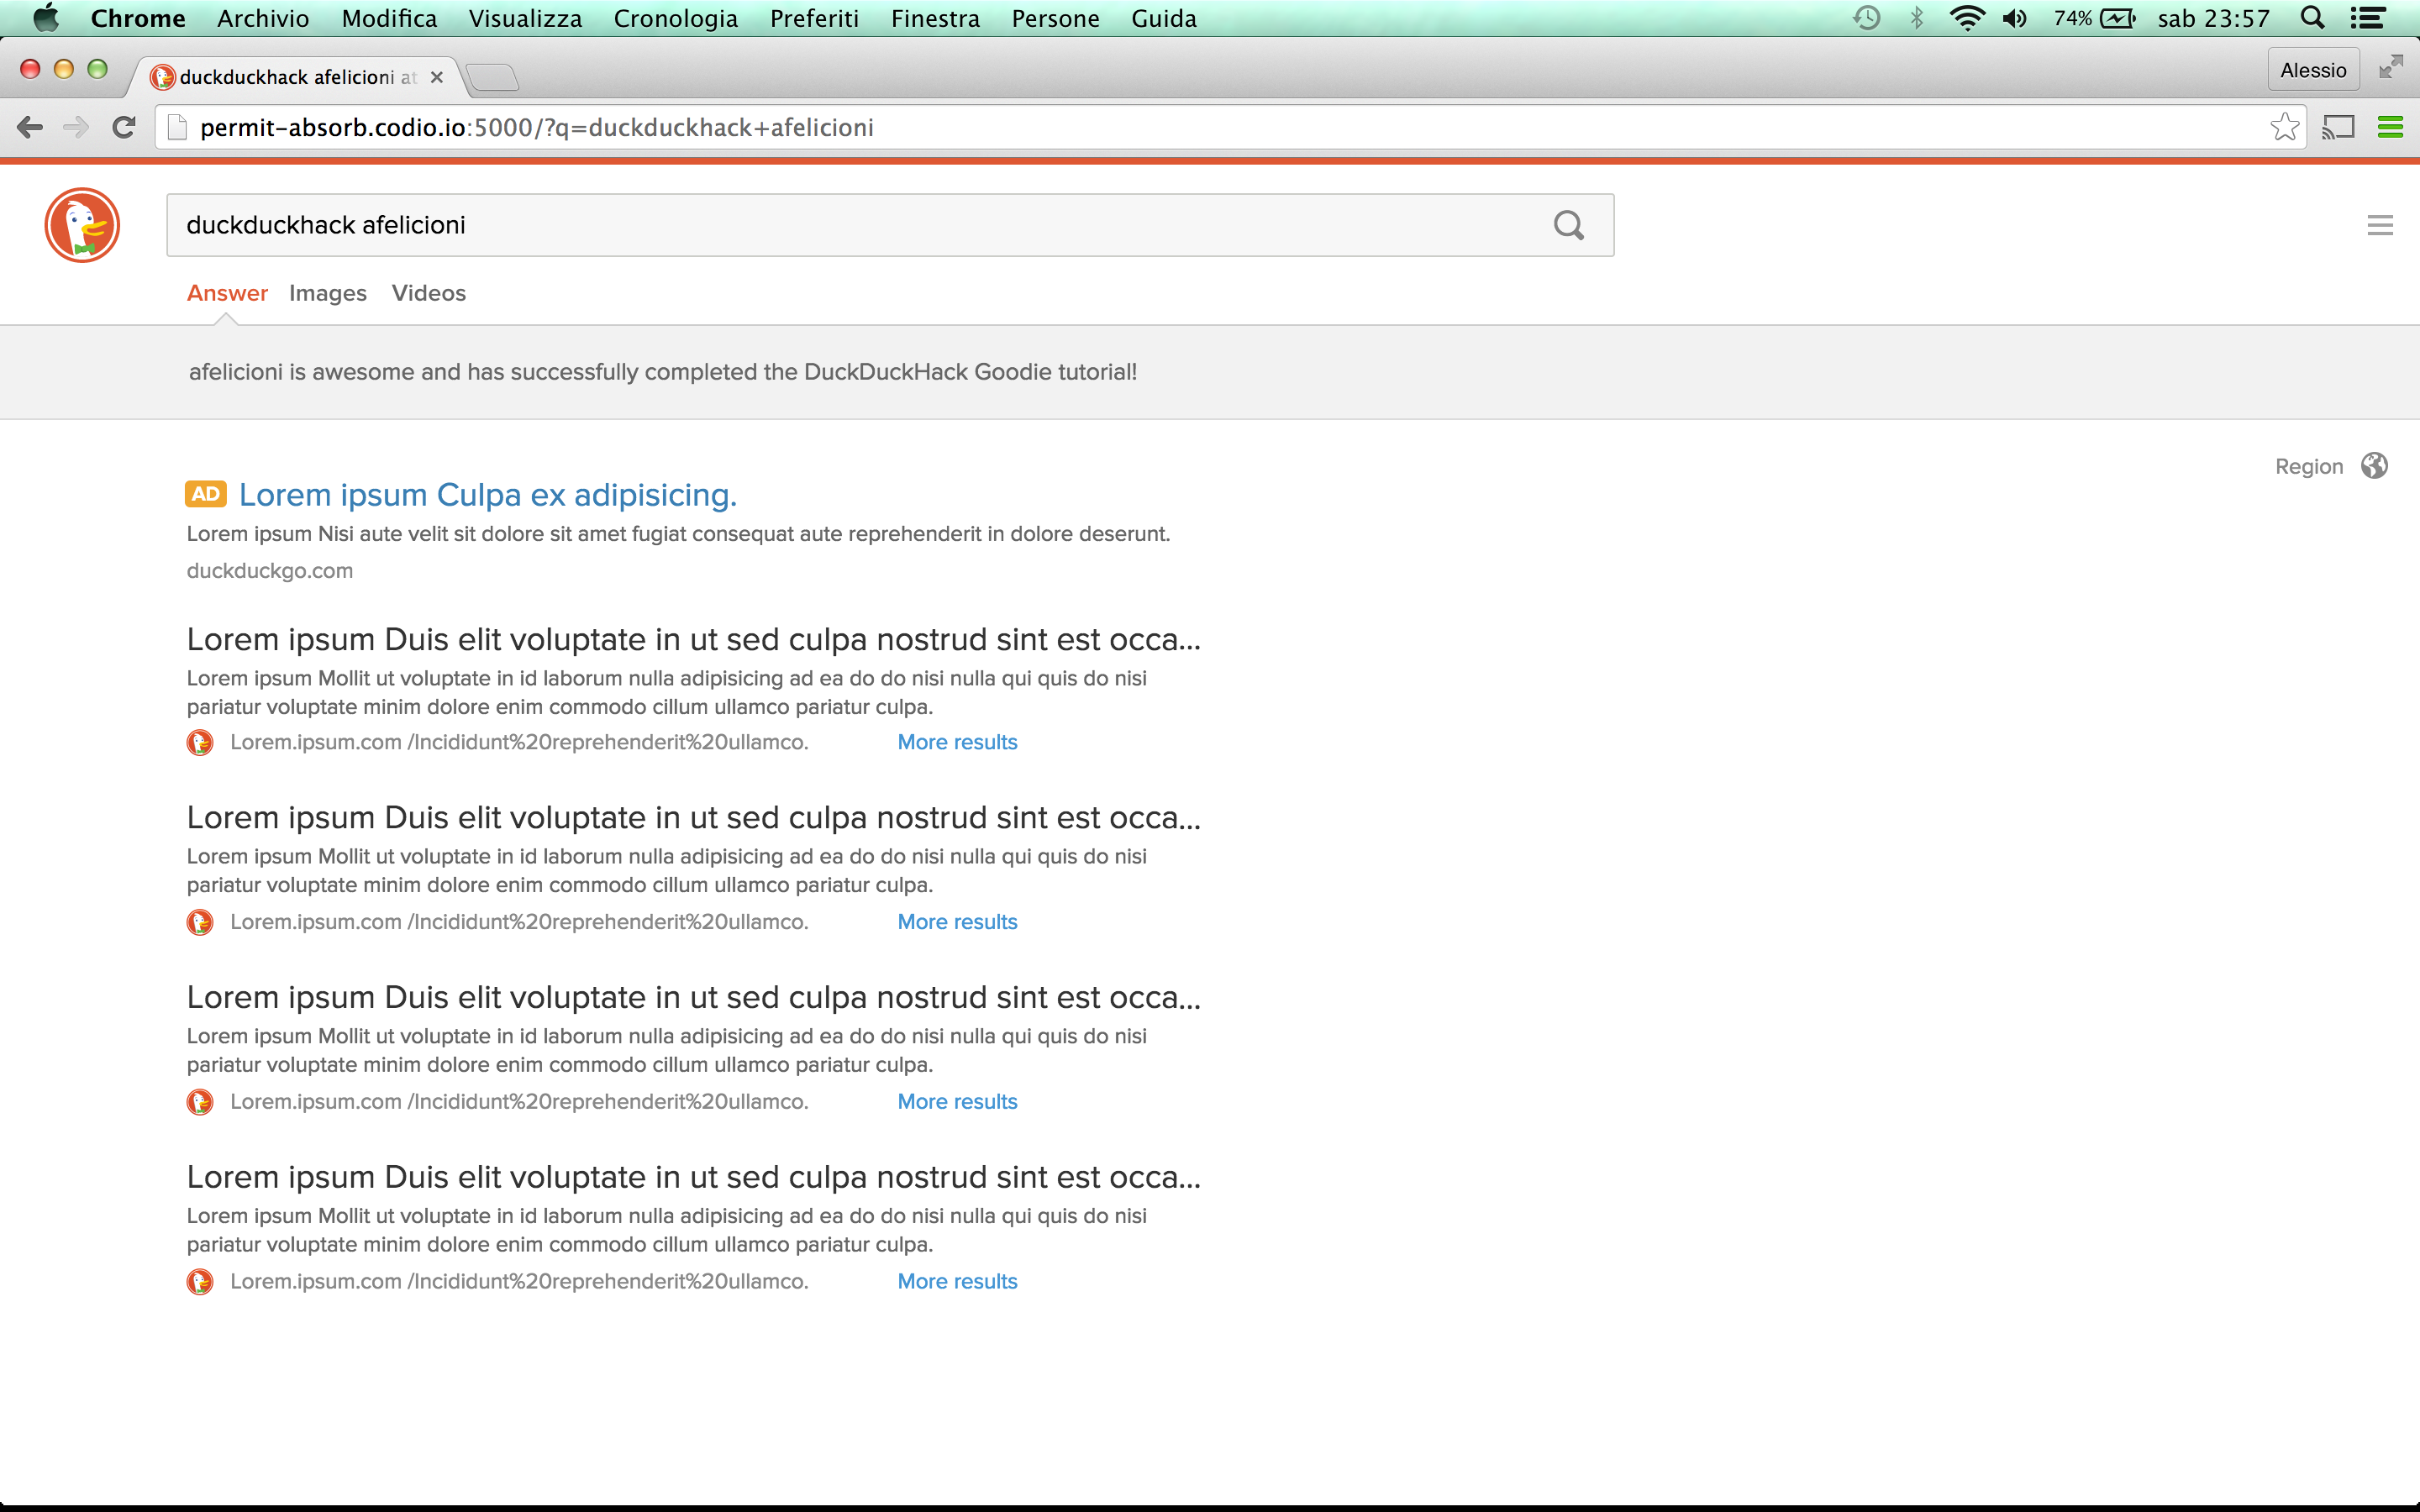 Chrome Archivio Modifica Visualizza Cronologia Preferiti Finestra Persone Guida 74% sab 23:57
duckduckhack afelicioni at Alessio
permit-absorb.codio.io:5000/?q=duckduckhack+afelicioni
duckduckhack afelicioni
Answer Images Videos
afelicioni is awesome and has successfully completed the DuckDuckHack Goodie tutorial!
Region
AD Lorem ipsum Culpa ex adipisicing.
Lorem ipsum Nisi aute velit sit dolore sit amet fugiat consequat aute reprehenderit in dolore deserunt.
duckduckgo.com
Lorem ipsum Duis elit voluptate in ut sed culpa nostrud sint est occa...
Lorem ipsum Mollit ut voluptate in id laborum nulla adipisicing ad ea do do nisi nulla qui quis do nisi
pariatur voluptate minim dolore enim commodo cillum ullamco pariatur culpa.
Lorem.ipsum.com /Incididunt%20reprehenderit%20ullamco. More results
Lorem ipsum Duis elit voluptate in ut sed culpa nostrud sint est occa...
Lorem ipsum Mollit ut voluptate in id laborum nulla adipisicing ad ea do do nisi nulla qui quis do nisi
pariatur voluptate minim dolore enim commodo cillum ullamco pariatur culpa.
Lorem.ipsum.com /Incididunt%20reprehenderit%20ullamco. More results
Lorem ipsum Duis elit voluptate in ut sed culpa nostrud sint est occa...
Lorem ipsum Mollit ut voluptate in id laborum nulla adipisicing ad ea do do nisi nulla qui quis do nisi
pariatur voluptate minim dolore enim commodo cillum ullamco pariatur culpa.
Lorem.ipsum.com /Incididunt%20reprehenderit%20ullamco. More results
Lorem ipsum Duis elit voluptate in ut sed culpa nostrud sint est occa...
Lorem ipsum Mollit ut voluptate in id laborum nulla adipisicing ad ea do do nisi nulla qui quis do nisi
pariatur voluptate minim dolore enim commodo cillum ullamco pariatur culpa.
Lorem.ipsum.com /Incididunt%20reprehenderit%20ullamco. More results